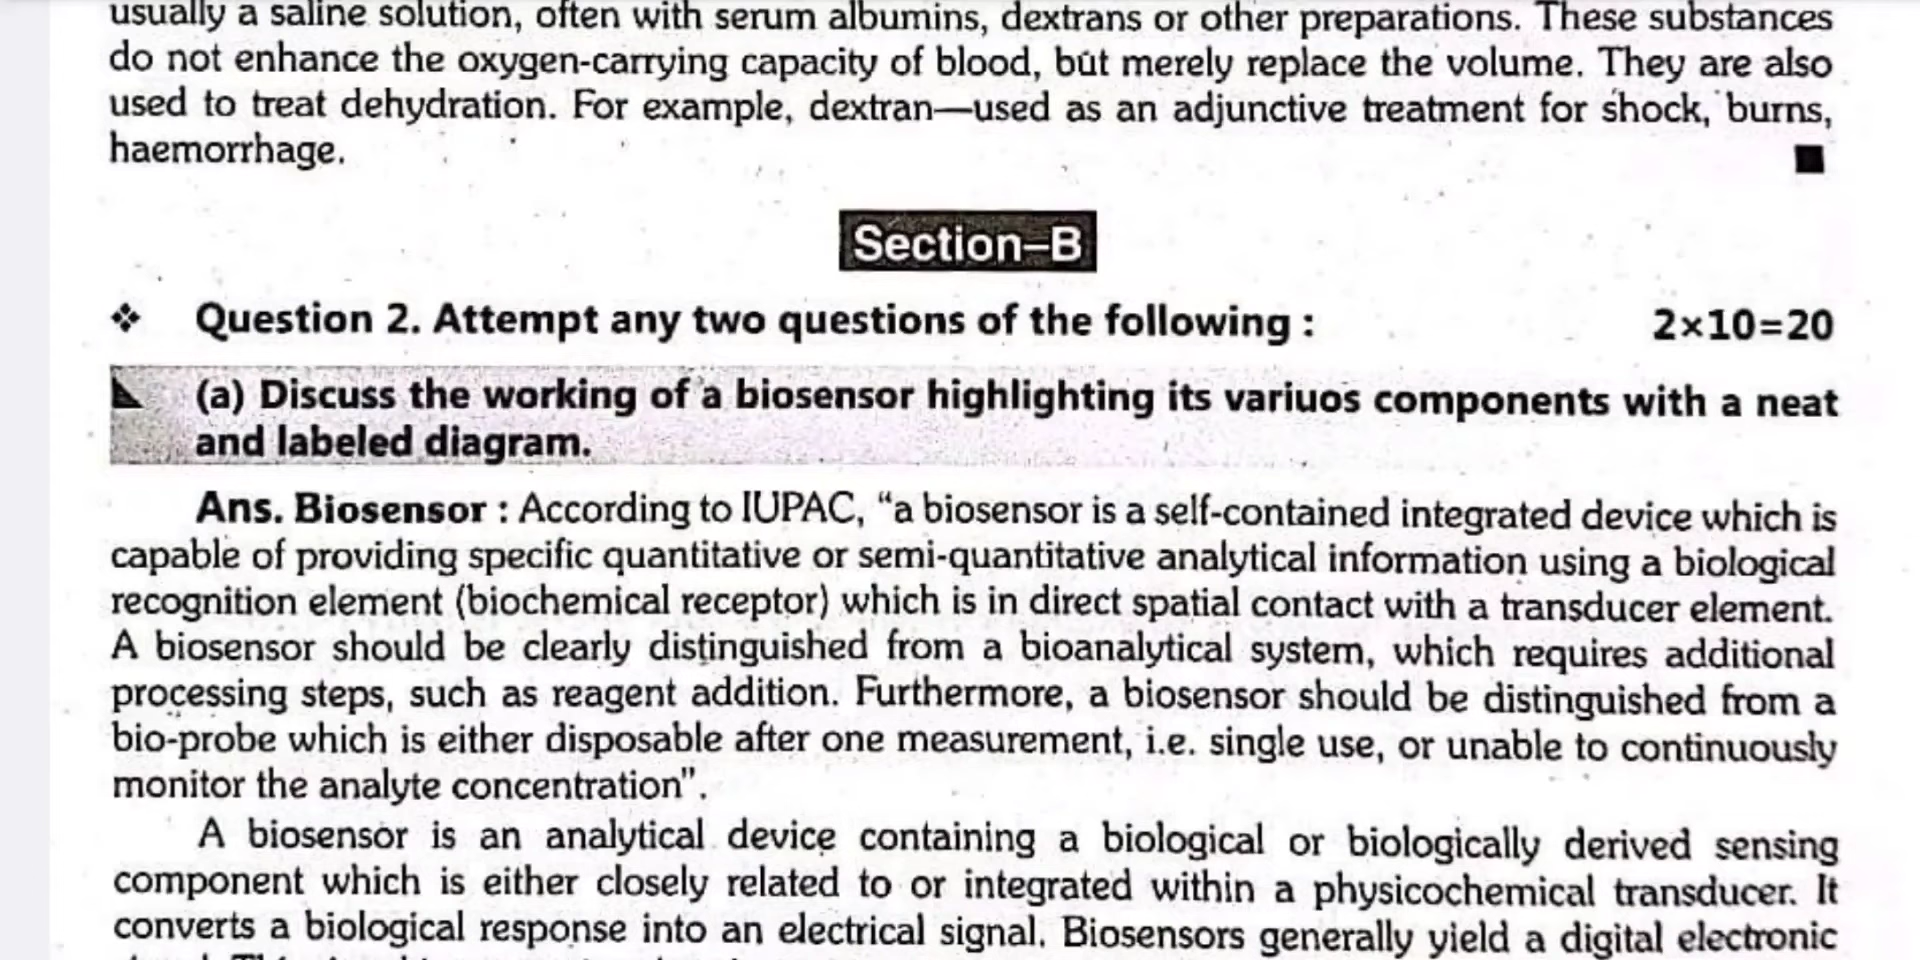 usually a saline solution, often with serum albumins, dextrans or other preparations. These substances
do not enhance the oxygen-carrying capacity of blood, but merely replace the volume. They are also
used to treat dehydration. For example, dextran—used as an adjunctive treatment for shock, burns,
haemorrhage.
Section–B
❖ Question 2. Attempt any two questions of the following : 2×10=20
(a) Discuss the working of a biosensor highlighting its variuos components with a neat
and labeled diagram.
Ans. Biosensor : According to IUPAC, “a biosensor is a self-contained integrated device which is
capable of providing specific quantitative or semi-quantitative analytical information using a biological
recognition element (biochemical receptor) which is in direct spatial contact with a transducer element.
A biosensor should be clearly distinguished from a bioanalytical system, which requires additional
processing steps, such as reagent addition. Furthermore, a biosensor should be distinguished from a
bio-probe which is either disposable after one measurement, i.e. single use, or unable to continuously
monitor the analyte concentration".
A biosensor is an analytical device containing a biological or biologically derived sensing
component which is either closely related to or integrated within a physicochemical transducer. It
converts a biological response into an electrical signal. Biosensors generally yield a digital electronic